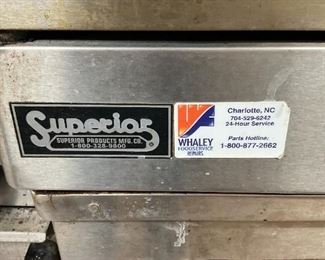 Superior
®
SUPERIOR PRODUCTS MFG. CO.
1-800-328-9800
WHALEY
FOODSERVICE
REPAIRS
Charlotte, NC
704-529-6242
24-Hour Service
Parts Hotline:
1-800-877-2662